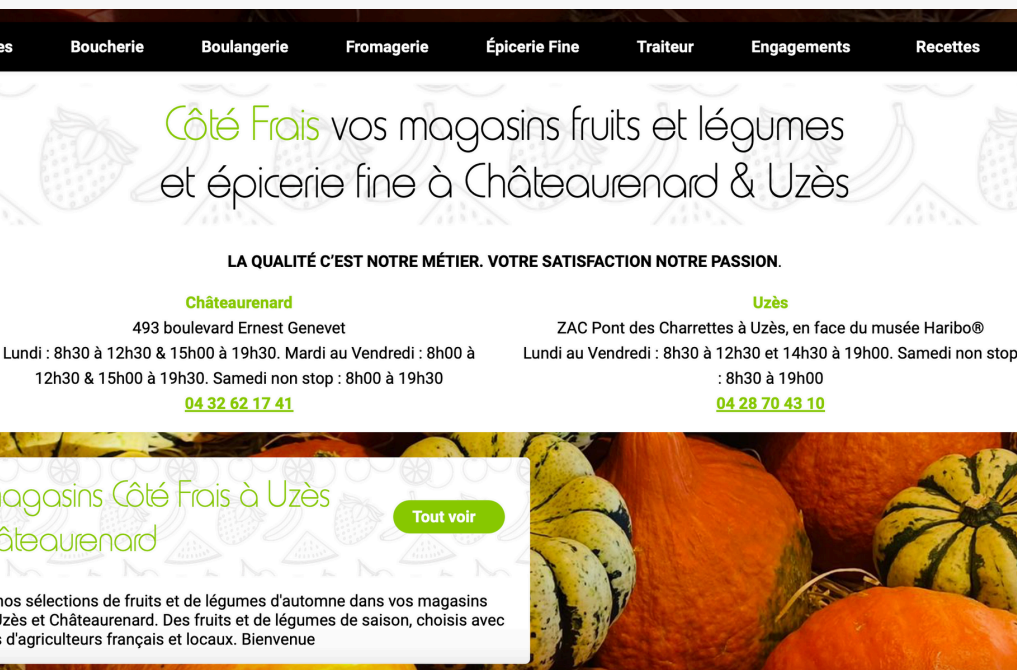 es Boucherie Boulangerie Fromagerie Épicerie Fine Traiteur Engagements Recettes
Côté Frais vos magasins fruits et légumes
et épicerie fine à Châteaurenard & Uzès
LA QUALITÉ C’EST NOTRE MÉTIER. VOTRE SATISFACTION NOTRE PASSION.
Châteaurenard
493 boulevard Ernest Genevet
Lundi : 8h30 à 12h30 & 15h00 à 19h30. Mardi au Vendredi : 8h00 à
12h30 & 15h00 à 19h30. Samedi non stop : 8h00 à 19h30
04 32 62 17 41
Uzès
ZAC Pont des Charrettes à Uzès, en face du musée Haribo®
Lundi au Vendredi : 8h30 à 12h30 et 14h30 à 19h00. Samedi non stop
: 8h30 à 19h00
04 28 70 43 10
agasins Côté Frais à Uzès
âteaurenard
Tout voir
nos sélections de fruits et de légumes d'automne dans vos magasins
Uzès et Châteaurenard. Des fruits et de légumes de saison, choisis avec
s d'agriculteurs français et locaux. Bienvenue